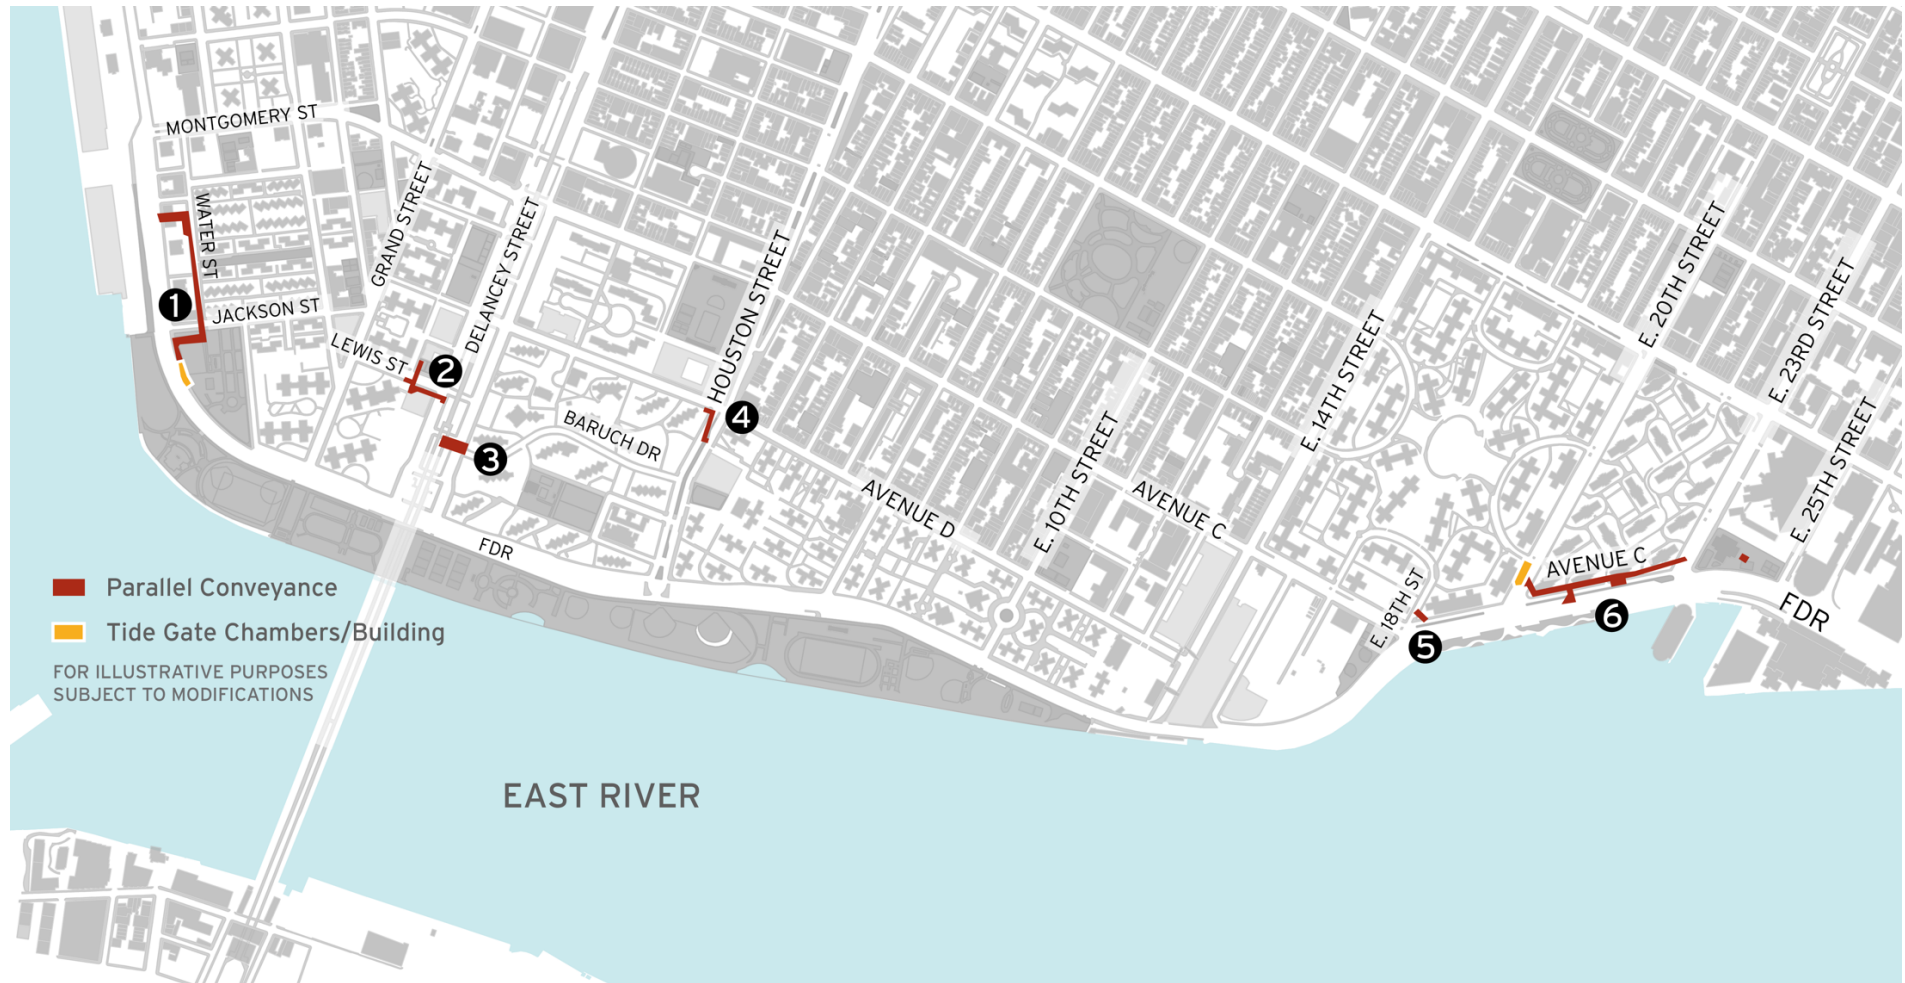 MONTGOMERY ST
WATER ST
GRAND STREET
DELANCEY STREET
HOUSTON STREET
E. 20TH STREET
E. 23RD STREET
1
JACKSON ST
LEWIS ST
2
E. 14TH STREET
4
BARUCH DR
3
E. 10TH STREET
E. 25TH STREET
AVENUE D
AVENUE C
FDR
AVENUE C
E. 18TH ST
5
6
FDR
Parallel Conveyance
Tide Gate Chambers/Building
FOR ILLUSTRATIVE PURPOSES
SUBJECT TO MODIFICATIONS
EAST RIVER